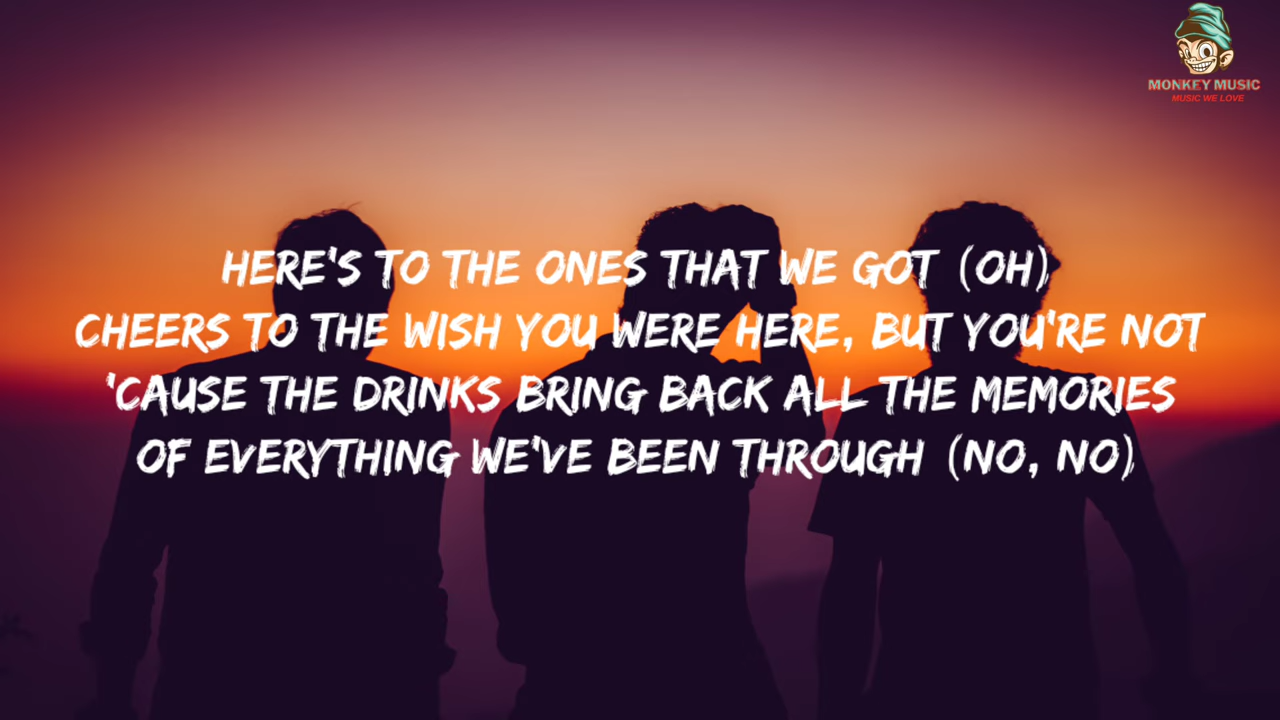 MONKEY MUSIC
MUSIC WE LOVE
HERE'S TO THE ONES THAT WE GOT (OH)
CHEERS TO THE WISH YOU WERE HERE, BUT YOU'RE NOT
'CAUSE THE DRINKS BRING BACK ALL THE MEMORIES
OF EVERYTHING WE'VE BEEN THROUGH (NO, NO)